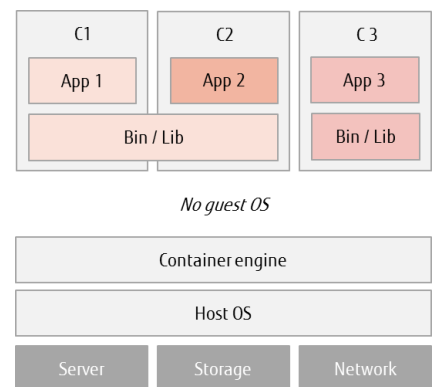 C1 C2 C 3
App 1 App 2 App 3
Bin / Lib Bin / Lib
No guest OS
Container engine
Host OS
Server Storage Network